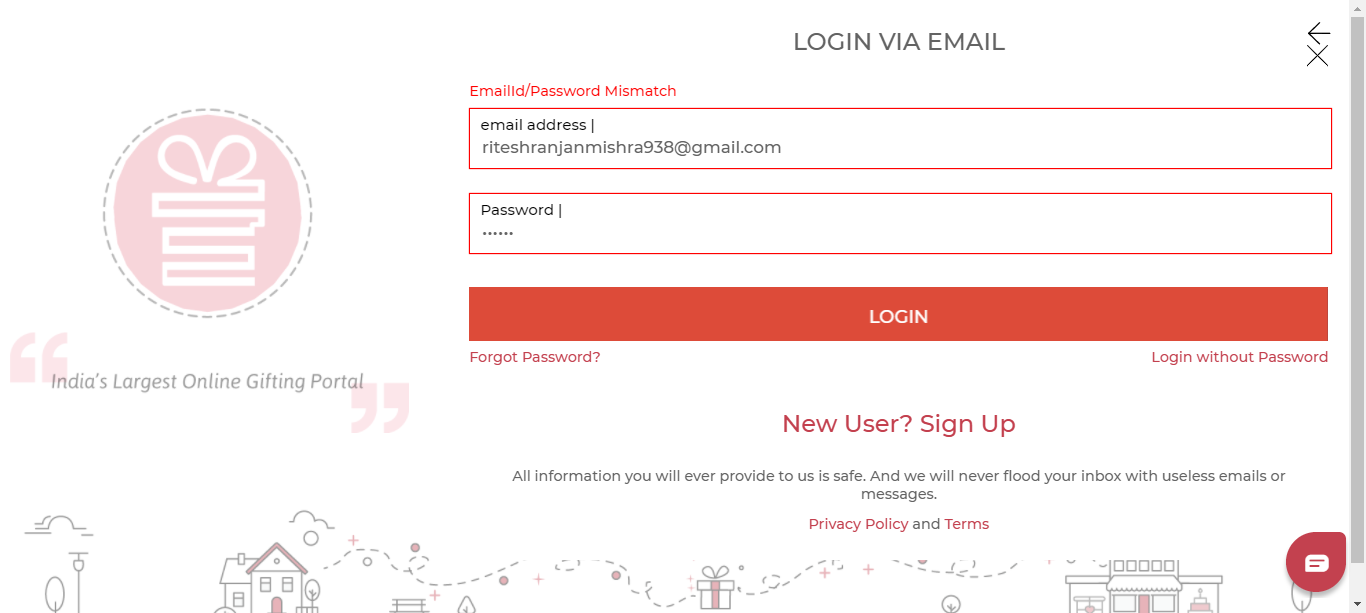 LOGIN VIA EMAIL
EmailId/Password Mismatch
email address |
riteshranjanmishra938@gmail.com
Password |
••••••
LOGIN
Forgot Password?
Login without Password
India's Largest Online Gifting Portal
New User? Sign Up
All information you will ever provide to us is safe. And we will never flood your inbox with useless emails or
messages.
Privacy Policy and Terms